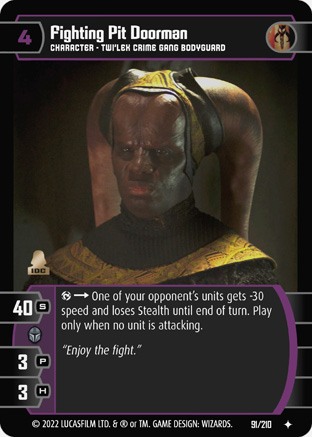 4
Fighting Pit Doorman
CHARACTER - TWI'LEK CRIME GANG BODYGUARD
IDC
40 S
3 P
3 H
→ One of your opponent's units gets -30
speed and loses Stealth until end of turn. Play
only when no unit is attacking.
"Enjoy the fight."
© 2022 LUCASFILM LTD. & ® or TM. GAME DESIGN: WIZARDS. 91/210